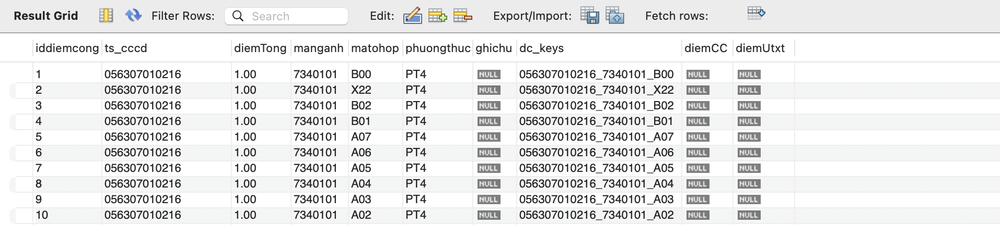 Result Grid Filter Rows: Search Edit: Export/Import: Fetch rows:
iddiemcong ts_cccd diemTong manganh matohop phuongthuc ghichu dc_keys diemCC diemUtxt
1 056307010216 1.00 7340101 B00 PT4 NULL 056307010216_7340101_B00 NULL NULL
2 056307010216 1.00 7340101 X22 PT4 NULL 056307010216_7340101_X22 NULL NULL
3 056307010216 1.00 7340101 B02 PT4 NULL 056307010216_7340101_B02 NULL NULL
4 056307010216 1.00 7340101 B01 PT4 NULL 056307010216_7340101_B01 NULL NULL
5 056307010216 1.00 7340101 A07 PT4 NULL 056307010216_7340101_A07 NULL NULL
6 056307010216 1.00 7340101 A06 PT4 NULL 056307010216_7340101_A06 NULL NULL
7 056307010216 1.00 7340101 A05 PT4 NULL 056307010216_7340101_A05 NULL NULL
8 056307010216 1.00 7340101 A04 PT4 NULL 056307010216_7340101_A04 NULL NULL
9 056307010216 1.00 7340101 A03 PT4 NULL 056307010216_7340101_A03 NULL NULL
10 056307010216 1.00 7340101 A02 PT4 NULL 056307010216_7340101_A02 NULL NULL